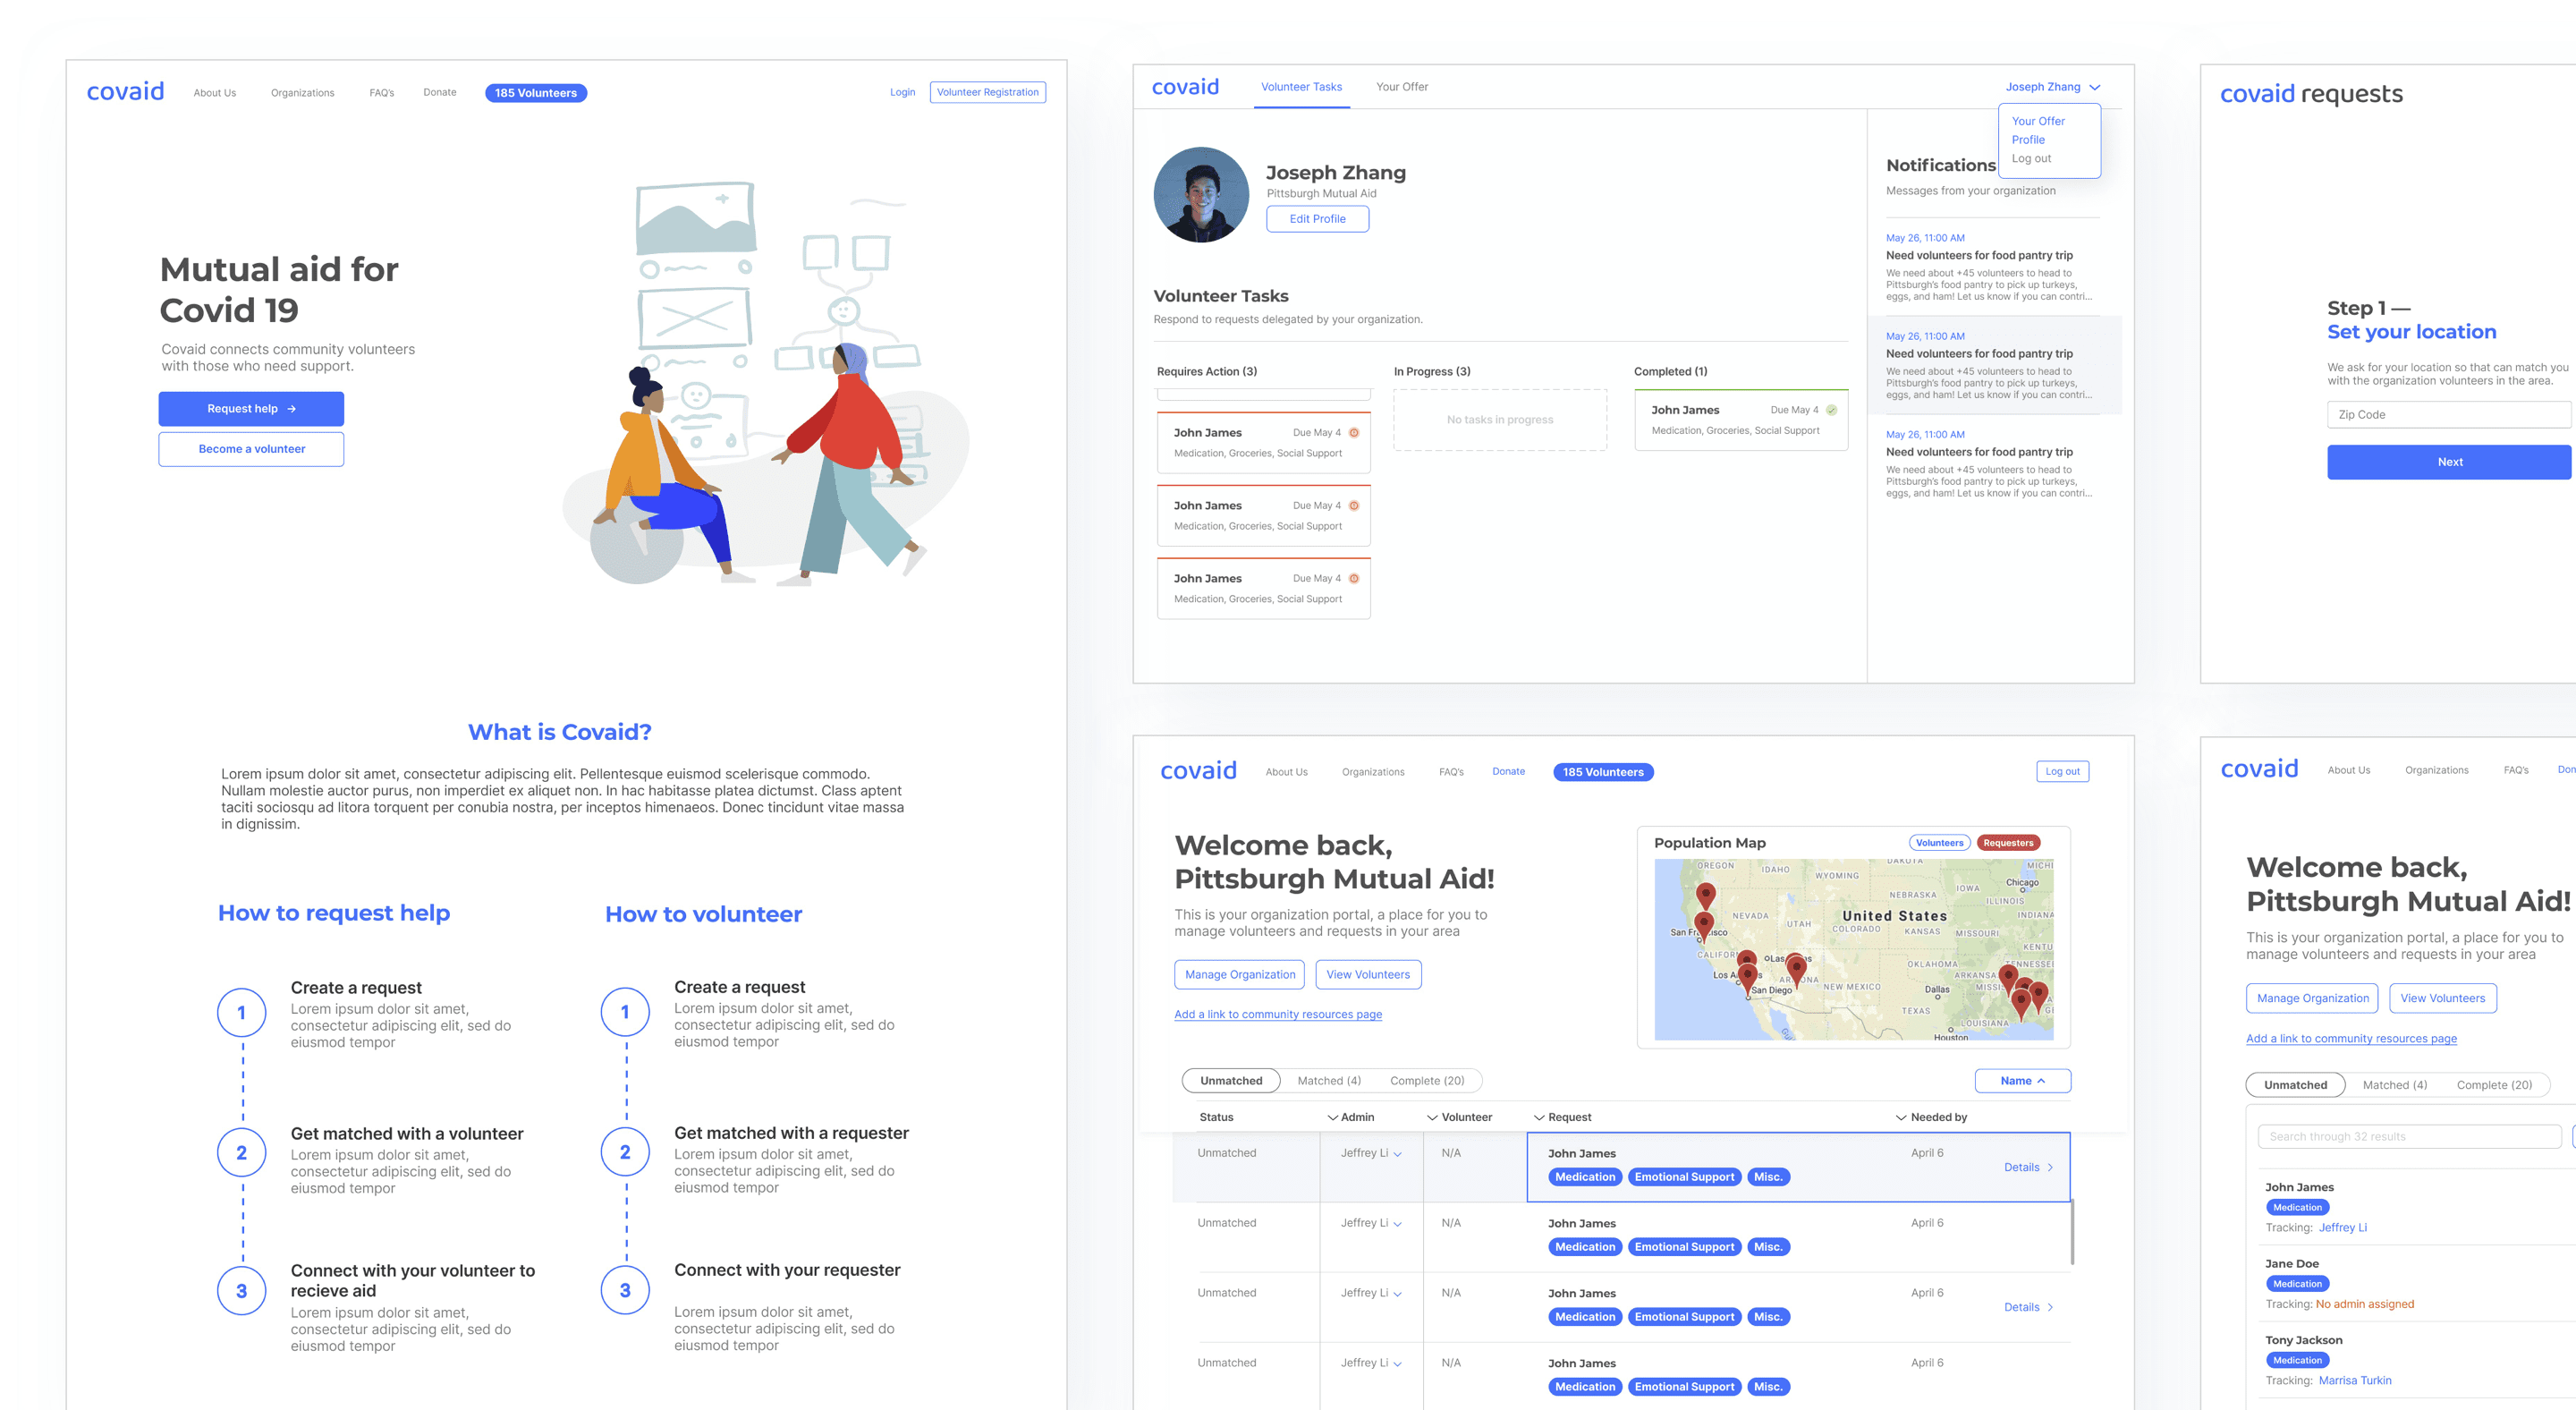 covaid
About Us
Organizations
FAQ's
Donate
185 Volunteers
Login
Volunteer Registration
Mutual aid for
Covid 19
Covaid connects community volunteers
with those who need support.
Request help →
Become a volunteer
What is Covaid?
Lorem ipsum dolor sit amet, consectetur adipiscing elit. Pellentesque euismod scelerisque commodo.
Nullam molestie auctor purus, non imperdiet ex aliquet non. In hac habitasse platea dictumst. Class aptent
taciti sociosqu ad litora torquent per conubia nostra, per inceptos himenaeos. Donec tincidunt vitae massa
in dignissim.
How to request help
1
Create a request
Lorem ipsum dolor sit amet,
consectetur adipiscing elit, sed do
eiusmod tempor
2
Get matched with a volunteer
Lorem ipsum dolor sit amet,
consectetur adipiscing elit, sed do
eiusmod tempor
3
Connect with your volunteer to
recieve aid
Lorem ipsum dolor sit amet,
consectetur adipiscing elit, sed do
eiusmod tempor
How to volunteer
1
Create a request
Lorem ipsum dolor sit amet,
consectetur adipiscing elit, sed do
eiusmod tempor
2
Get matched with a requester
Lorem ipsum dolor sit amet,
consectetur adipiscing elit, sed do
eiusmod tempor
3
Connect with your requester
Lorem ipsum dolor sit amet,
consectetur adipiscing elit, sed do
eiusmod tempor
covaid
Volunteer Tasks
Your Offer
Joseph Zhang
Your Offer
Profile
Log out
Joseph Zhang
Pittsburgh Mutual Aid
Edit Profile
Volunteer Tasks
Respond to requests delegated by your organization.
Requires Action (3)
John James Due May 4
Medication, Groceries, Social Support
John James Due May 4
Medication, Groceries, Social Support
John James Due May 4
Medication, Groceries, Social Support
In Progress (3)
No tasks in progress
Completed (1)
John James Due May 4
Medication, Groceries, Social Support
Notifications
Messages from your organization
May 26, 11:00 AM
Need volunteers for food pantry trip
We need about +45 volunteers to head to
Pittsburgh's food pantry to pick up turkeys,
eggs, and ham! Let us know if you can contri...
May 26, 11:00 AM
Need volunteers for food pantry trip
We need about +45 volunteers to head to
Pittsburgh's food pantry to pick up turkeys,
eggs, and ham! Let us know if you can contri...
May 26, 11:00 AM
Need volunteers for food pantry trip
We need about +45 volunteers to head to
Pittsburgh's food pantry to pick up turkeys,
eggs, and ham! Let us know if you can contri...
covaid
About Us
Organizations
FAQ's
Donate
185 Volunteers
Log out
Welcome back,
Pittsburgh Mutual Aid!
This is your organization portal, a place for you to
manage volunteers and requests in your area
Manage Organization
View Volunteers
Add a link to community resources page
Population Map
Volunteers
Requesters
OREGON
IDAHO
WYOMING
DAKOTA
MICHI
Chicago
IOWA
NEBRASKA
ILLINOIS
INDIANA
NEVADA
United States
UTAH
COLORADO
KANSAS
MISSOURI
KENTU
San Francisco
CALIFOR
Las
Los A
OKLAHOMA
TENNESSEE
ARKANSA
San Diego
NEW MEXICO
Dallas
MISSI
TEXAS
LOUISIANA
Houston
Unmatched
Matched (4)
Complete (20)
Name
Status
Admin
Volunteer
Request
Needed by
Unmatched
Jeffrey Li
N/A
John James
Medication
Emotional Support
Misc.
April 6
Details
Unmatched
Jeffrey Li
N/A
John James
Medication
Emotional Support
Misc.
April 6
Unmatched
Jeffrey Li
N/A
John James
Medication
Emotional Support
Misc.
April 6
Details
Unmatched
Jeffrey Li
N/A
John James
Medication
Emotional Support
Misc.
April 6
covaid requests
Step 1 —
Set your location
We ask for your location so that can match you
with the organization volunteers in the area.
Zip Code
Next
covaid
About Us
Organizations
FAQ's
Don
Welcome back,
Pittsburgh Mutual Aid!
This is your organization portal, a place for you to
manage volunteers and requests in your area
Manage Organization
View Volunteers
Add a link to community resources page
Unmatched
Matched (4)
Complete (20)
Search through 32 results
John James
Medication
Tracking: Jeffrey Li
Jane Doe
Medication
Tracking: No admin assigned
Tony Jackson
Medication
Tracking: Marrisa Turkin